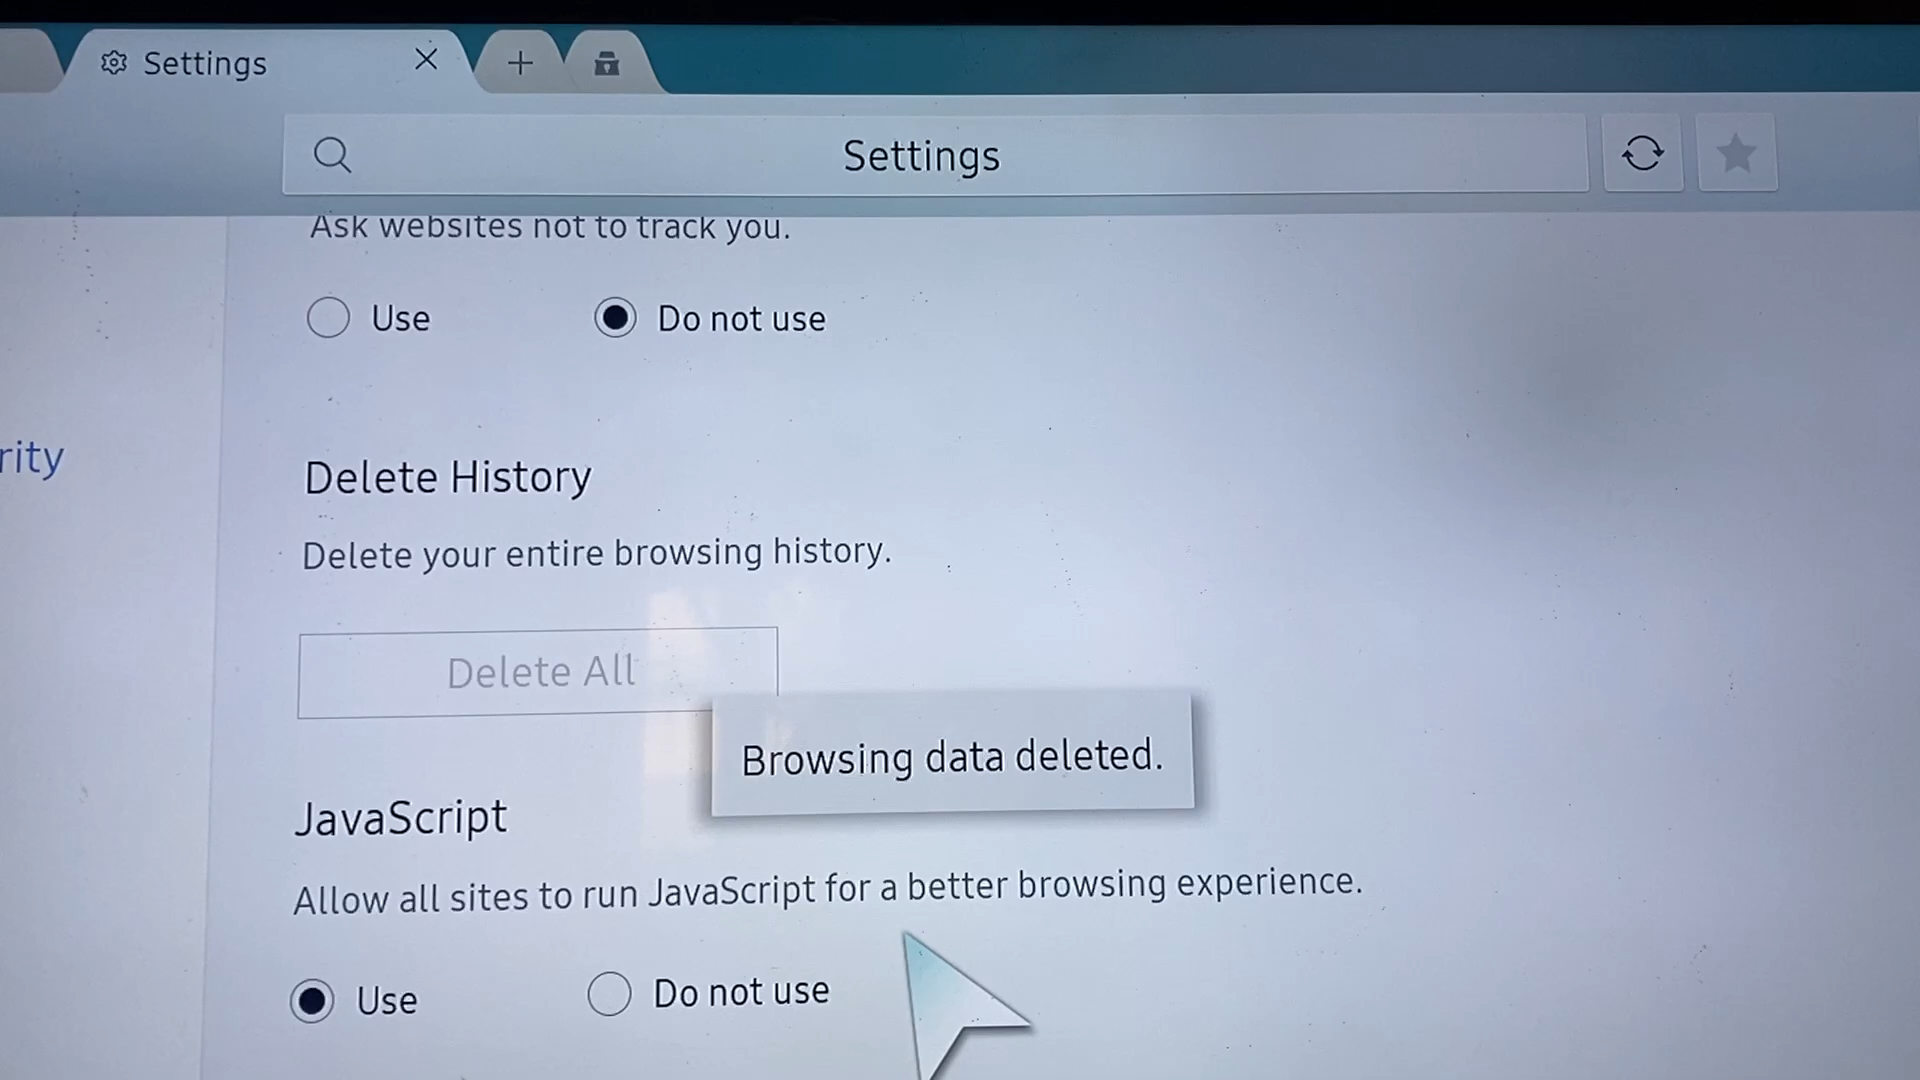 Settings
Settings
Ask websites not to track you.
Use
Do not use
rity
Delete History
Delete your entire browsing history.
Delete All
Browsing data deleted.
JavaScript
Allow all sites to run JavaScript for a better browsing experience.
Use
Do not use